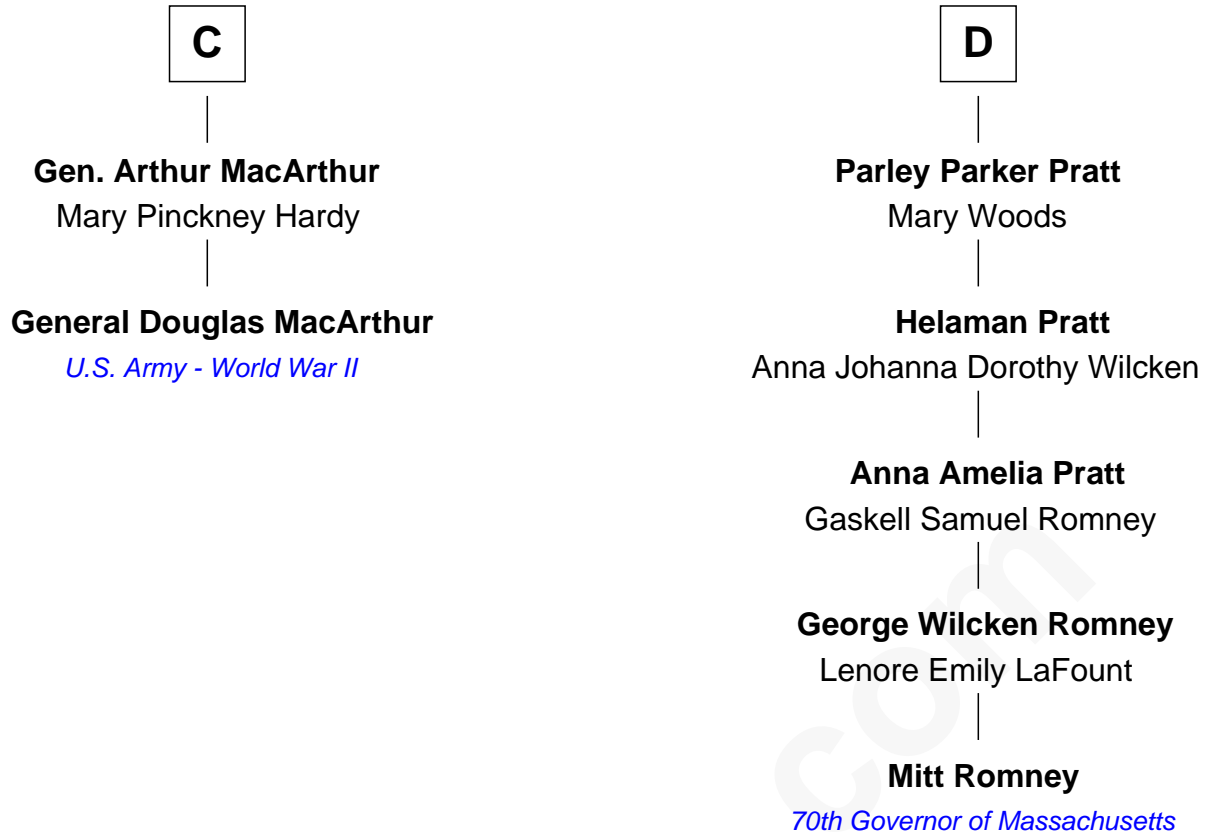 C
Gen. Arthur MacArthur
Mary Pinckney Hardy
General Douglas MacArthur
U.S. Army - World War II
D
Parley Parker Pratt
Mary Woods
Helaman Pratt
Anna Johanna Dorothy Wilcken
Anna Amelia Pratt
Gaskell Samuel Romney
George Wilcken Romney
Lenore Emily LaFount
Mitt Romney
70th Governor of Massachusetts
com